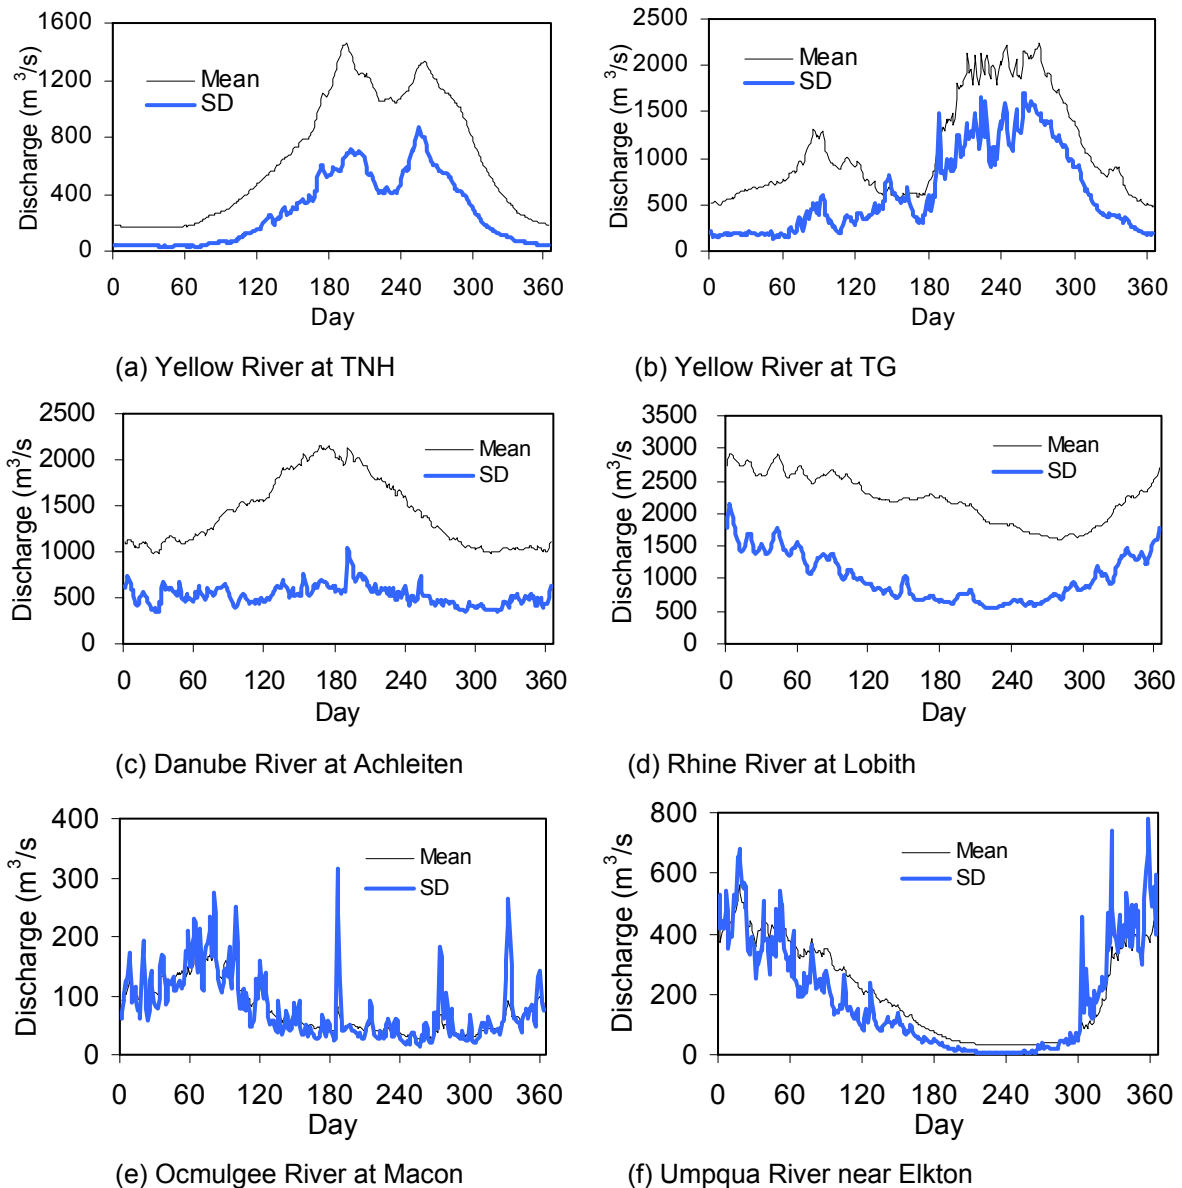 1600
1200
800
400
0
Discharge (m³/s)
Mean
SD
0 60 120 180 240 300 360
Day
(a) Yellow River at TNH
2500
2000
1500
1000
500
0
Discharge (m³/s)
Mean
SD
0 60 120 180 240 300 360
Day
(b) Yellow River at TG
2500
2000
1500
1000
500
0
Discharge (m³/s
Mean
SD
0 60 120 180 240 300 360
Day
(c) Danube River at Achleiten
3500
3000
2500
2000
1500
1000
500
0
Discharge (m³/s
Mean
SD
0 60 120 180 240 300 360
Day
(d) Rhine River at Lobith
400
300
200
100
0
Discharge (m³/s
Mean
SD
0 60 120 180 240 300 360
Day
(e) Ocmulgee River at Macon
800
600
400
200
0
Discharge (m³/s
Mean
SD
0 60 120 180 240 300 360
Day
(f) Umpqua River near Elkton